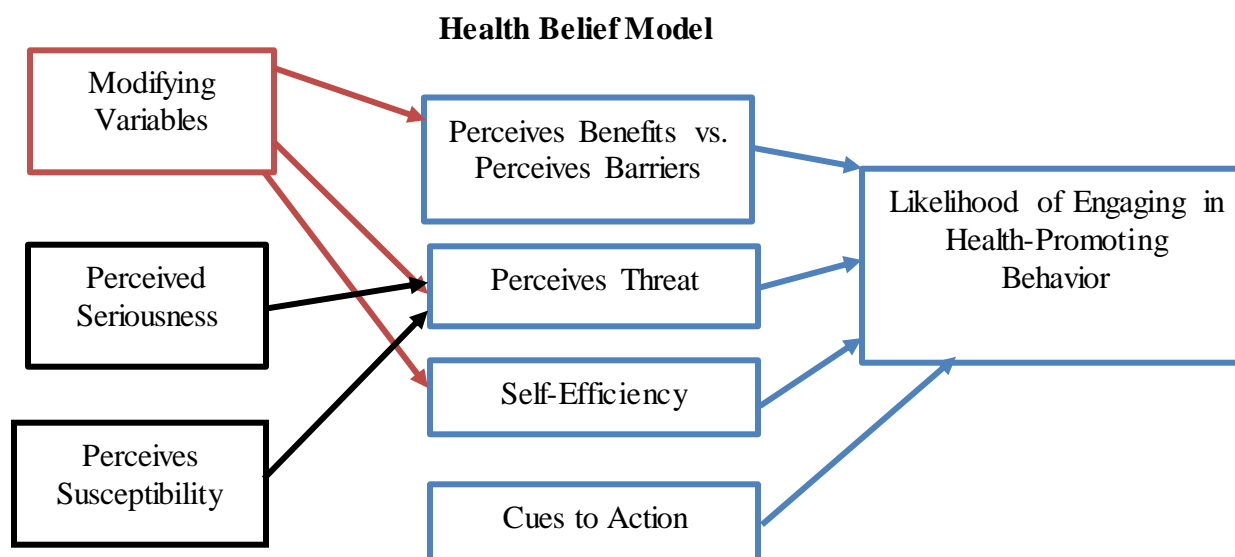 Health Belief Model
Modifying
Variables
Perceives Benefits vs.
Perceives Barriers
Likelihood of Engaging in
Health-Promoting
Behavior
Perceived
Seriousness
Perceives Threat
Self-Efficiency
Perceives
Susceptibility
Cues to Action